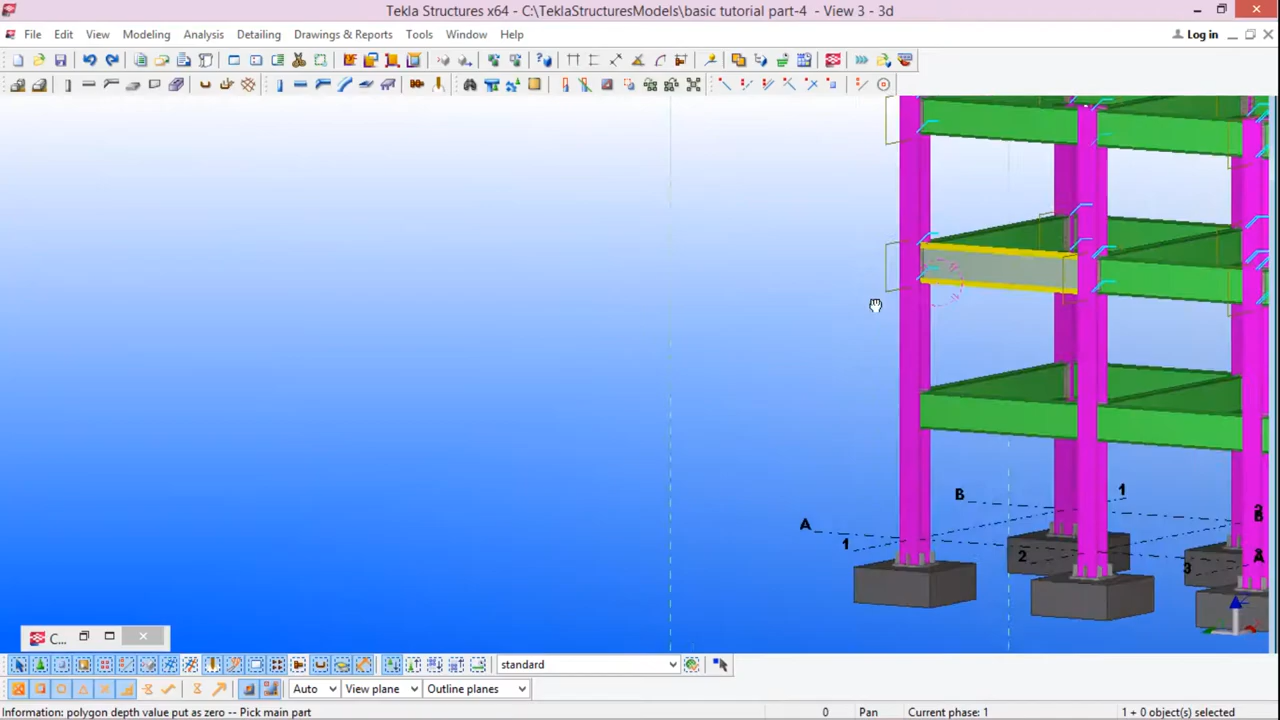 Tekla Structures x64 - C:\TeklaStructuresModels\basic tutorial part-4 - View 3 - 3d
File Edit View Modeling Analysis Detailing Drawings & Reports Tools Window Help Log in
B 1
A
1 2 3 A
B
C...
standard
Auto View plane Outline planes
Information: polygon depth value put as zero -- Pick main part 0 Pan Current phase: 1 1 + 0 object(s) selected